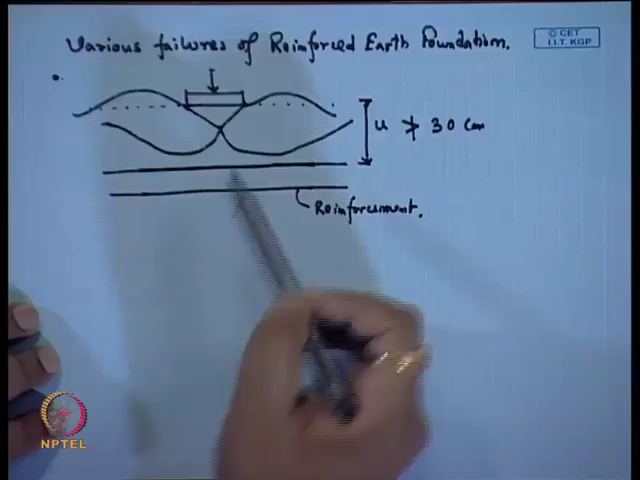 Various failures of Reinforced Earth Foundation.
© CET
I.I.T. KGP
u ≯ 30 cm
Reinforcement.
NPTEL